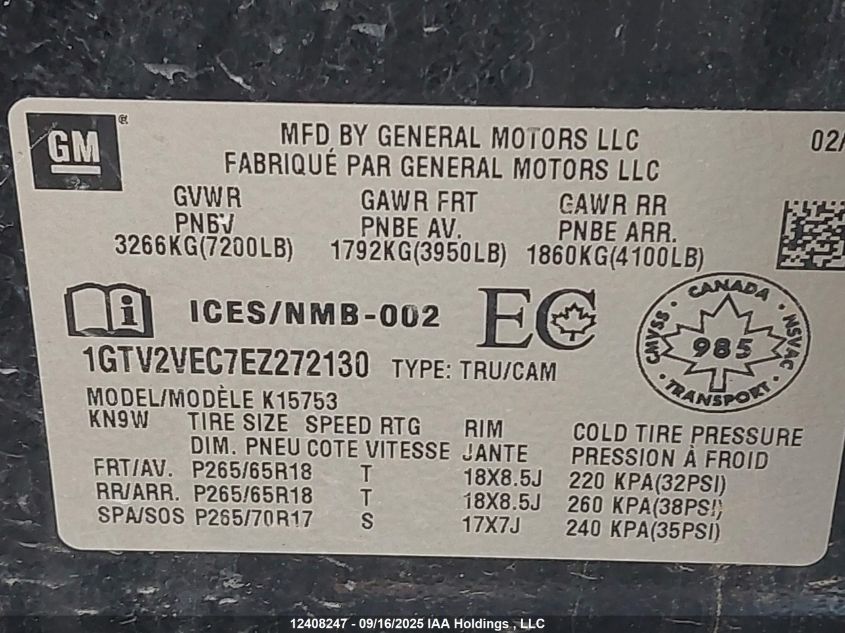 GM®
MFD BY GENERAL MOTORS LLC 02/
FABRIQUÉ PAR GENERAL MOTORS LLC
GVWR GAWR FRT GAWR RR
PNBV PNBE AV. PNBE ARR.
3266KG(7200LB) 1792KG(3950LB) 1860KG(4100LB)
ICES/NMB-002 EC
CANADA
CMVSS 985 NSVAC
TRANSPORT
1GTV2VEC7EZ272130 TYPE: TRU/CAM
MODEL/MODÈLE K15753
KN9W TIRE SIZE SPEED RTG RIM COLD TIRE PRESSURE
DIM. PNEU COTE VITESSE JANTE PRESSION À FROID
FRT/AV. P265/65R18 T 18X8.5J 220 KPA(32PSI)
RR/ARR. P265/65R18 T 18X8.5J 260 KPA(38PSI)
SPA/SOS P265/70R17 S 17X7J 240 KPA(35PSI)
12408247 - 09/16/2025 IAA Holdings , LLC